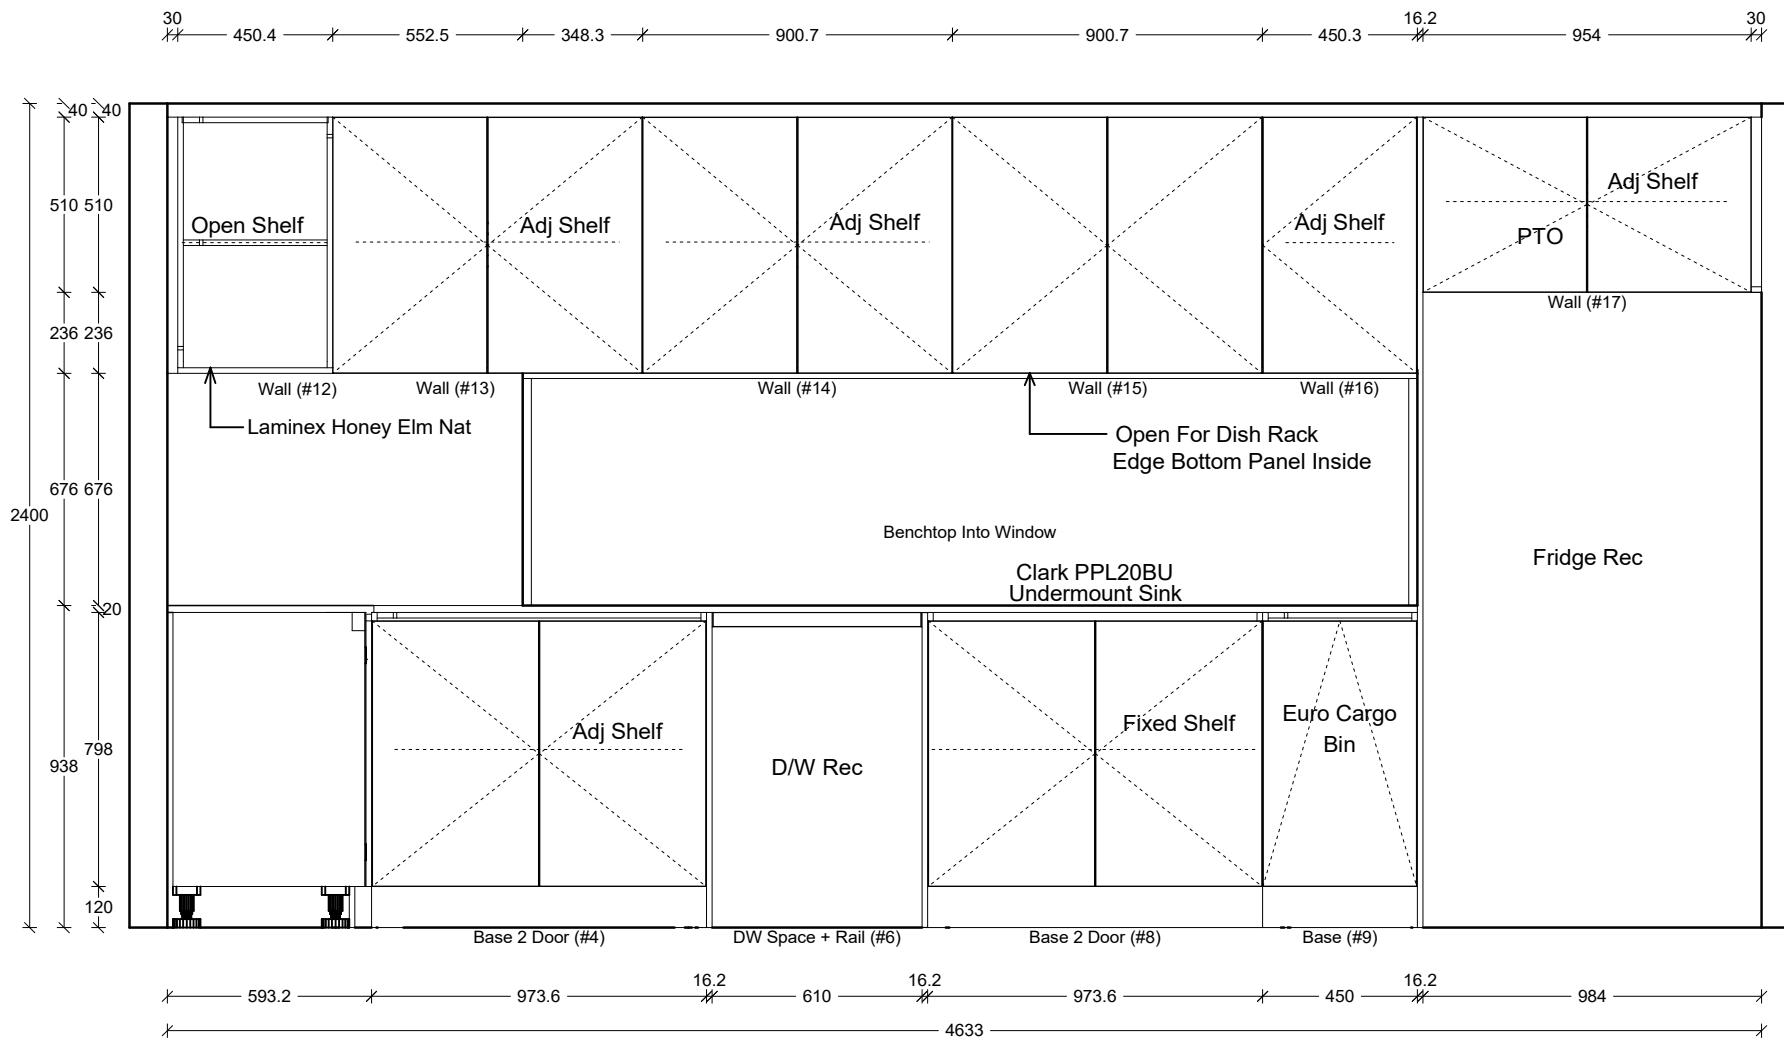 30
16.2
30
450.4
552.5
348.3
900.7
900.7
450.3
954
40
40
510
510
236
236
676
676
2400
20
938
798
120
Open Shelf
Adj Shelf
Adj Shelf
Adj Shelf
Adj Shelf
PTO
Wall (#17)
Wall (#12)
Wall (#13)
Wall (#14)
Wall (#15)
Wall (#16)
Laminex Honey Elm Nat
Open For Dish Rack
Edge Bottom Panel Inside
Benchtop Into Window
Clark PPL20BU
Undermount Sink
Fridge Rec
Adj Shelf
D/W Rec
Fixed Shelf
Euro Cargo
Bin
Base 2 Door (#4)
DW Space + Rail (#6)
Base 2 Door (#8)
Base (#9)
16.2
16.2
16.2
593.2
973.6
610
973.6
450
984
4633